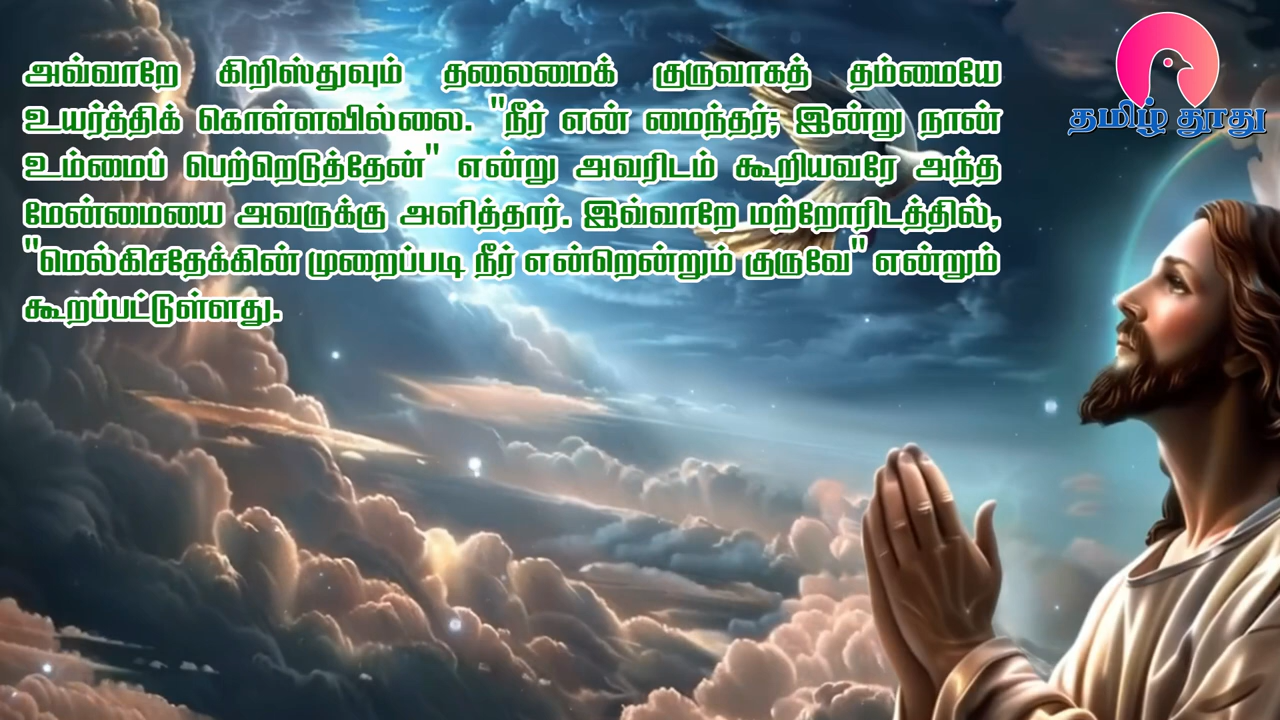 அவ்வாறே கிறிஸ்துவும் தலைமைக் குருவாகத் தம்மையே
உயர்த்திக் கொள்ளவில்லை. "நீர் என் மைந்தர்; இன்று நான்
உம்மைப் பெற்றெடுத்தேன்" என்று அவரிடம் கூறியவரே அந்த
மேன்மையை அவருக்கு அளித்தார். இவ்வாறே மற்றோரிடத்தில்,
"மெல்கிசதேக்கின் முறைப்படி நீர் என்றென்றும் குருவே" என்றும்
கூறப்பட்டுள்ளது.
தமிழ் தூது